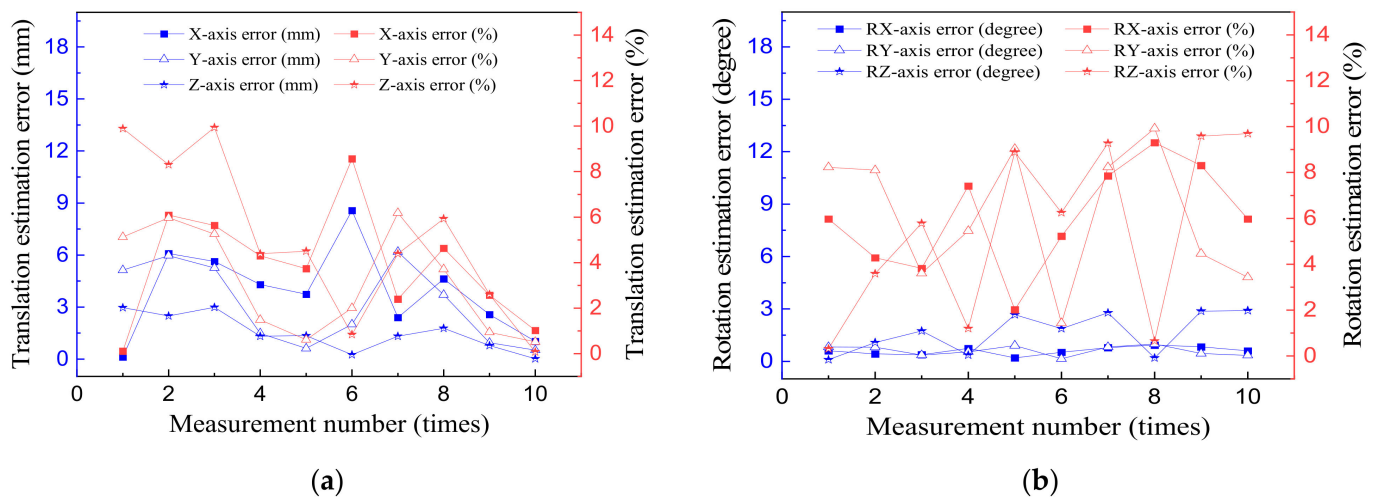 Translation estimation error (mm)
18
15
12
9
6
3
0
X-axis error (mm)
Y-axis error (mm)
Z-axis error (mm)
X-axis error (%)
Y-axis error (%)
Z-axis error (%)
14
12
10
8
6
4
2
0
Translation estimation error (%)
0 2 4 6 8 10
Measurement number (times)
(a)
Rotation estimation error (degree)
18
15
12
9
6
3
0
RX-axis error (degree)
RY-axis error (degree)
RZ-axis error (degree)
RX-axis error (%)
RY-axis error (%)
RZ-axis error (%)
14
12
10
8
6
4
2
0
Rotation estimation error (%)
0 2 4 6 8 10
Measurement number (times)
(b)